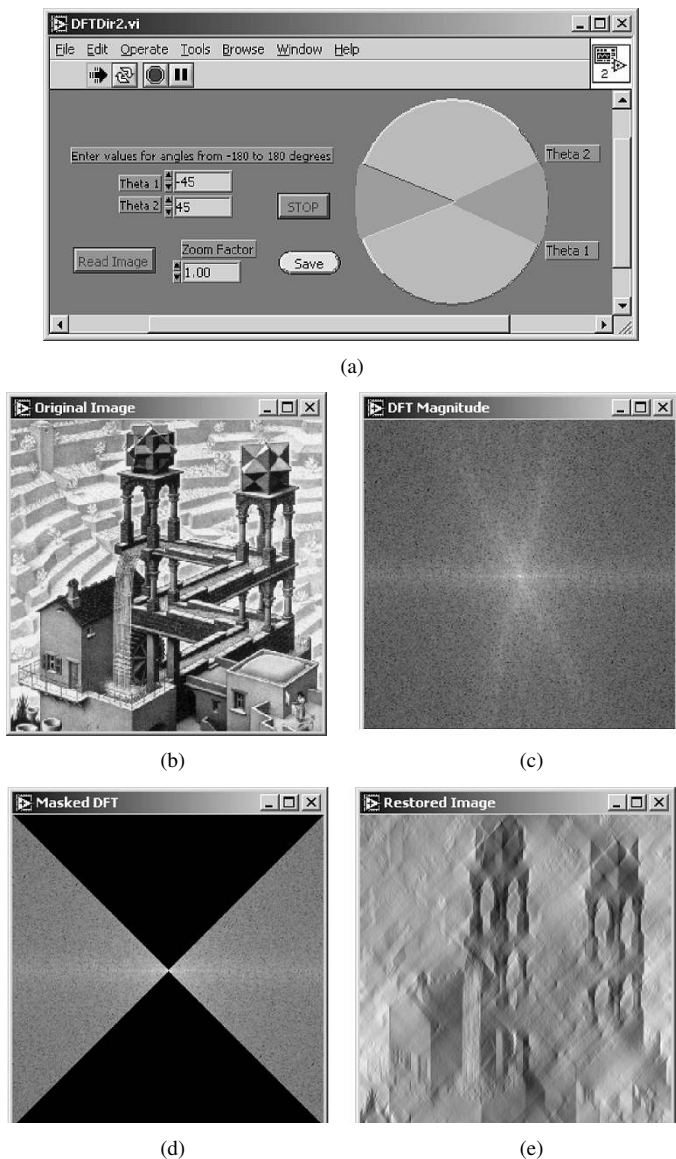 DFTDir2.vi
File Edit Operate Tools Browse Window Help
2
Enter values for angles from -180 to 180 degrees
Theta 1 -45
Theta 2 45
STOP
Read Image
Zoom Factor
1.00
Save
Theta 2
Theta 1
(a)
Original Image
DFT Magnitude
(b)
(c)
Masked DFT
Restored Image
(d)
(e)